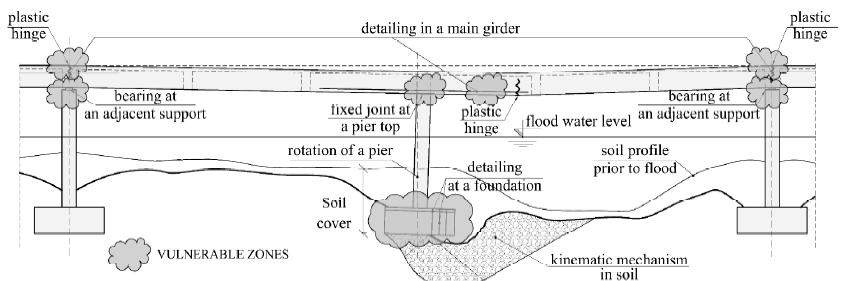 plastic
hinge
detailing in a main girder
plastic
hinge
bearing at
an adjacent support
fixed joint at
a pier top
plastic
hinge
bearing at
an adjacent support
flood water level
rotation of a pier
detailing
at a foundation
soil profile
prior to flood
Soil
cover
VULNERABLE ZONES
kinematic mechanism
in soil